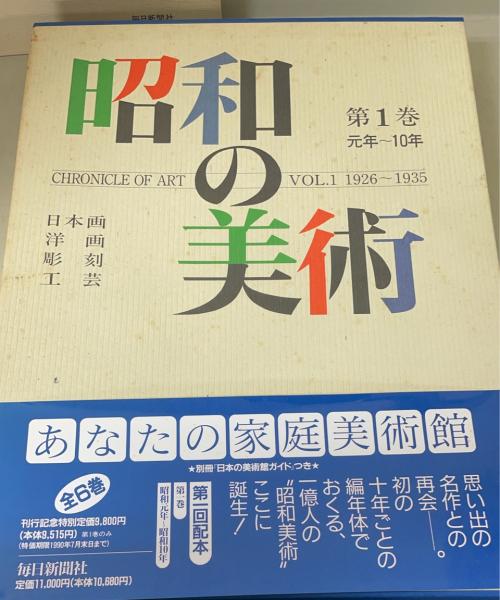 毎日新聞社
昭和
の
美術
第1巻
元年〜10年
CHRONICLE OF ART
VOL.1 1926〜1935
日本画
洋画
彫刻
工芸
あなたの家庭美術館
★別冊「日本の美術館ガイド」つき★
思い出の
名作との
再会——。
初の
十年ごとの
編年体で
おくる、
一億人の
“昭和美術”
ここに
誕生!
第一回配本
第一巻
昭和元年〜昭和10年
全6巻
刊行記念特別定価9,800円
(本体9,515円) 第1巻のみ
(特価期限1990年7月末日まで)
毎日新聞社
定価11,000円(本体10,680円)